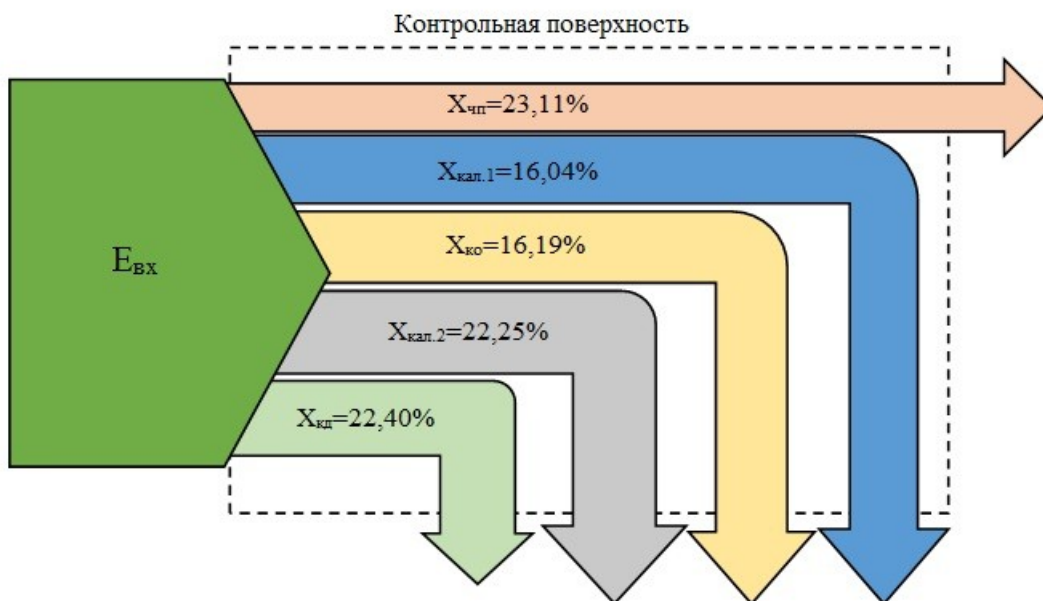 Контрольная поверхность
Xчп=23,11%
Xкал.1=16,04%
Eвх
Xко=16,19%
Xкал.2=22,25%
Xкд=22,40%